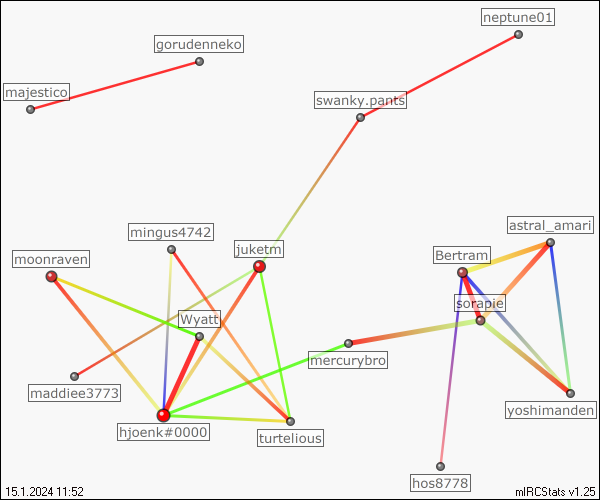 neptune01
gorudenneko
majestico
swanky.pants
astral_amari
mingus4742
juketm
moonraven
Bertram
sorapie
Wyatt
mercurybro
maddiee3773
yoshimanden
hjoenk#0000
turtelious
hos8778
15.1.2024 11:52
mIRCStats v1.25